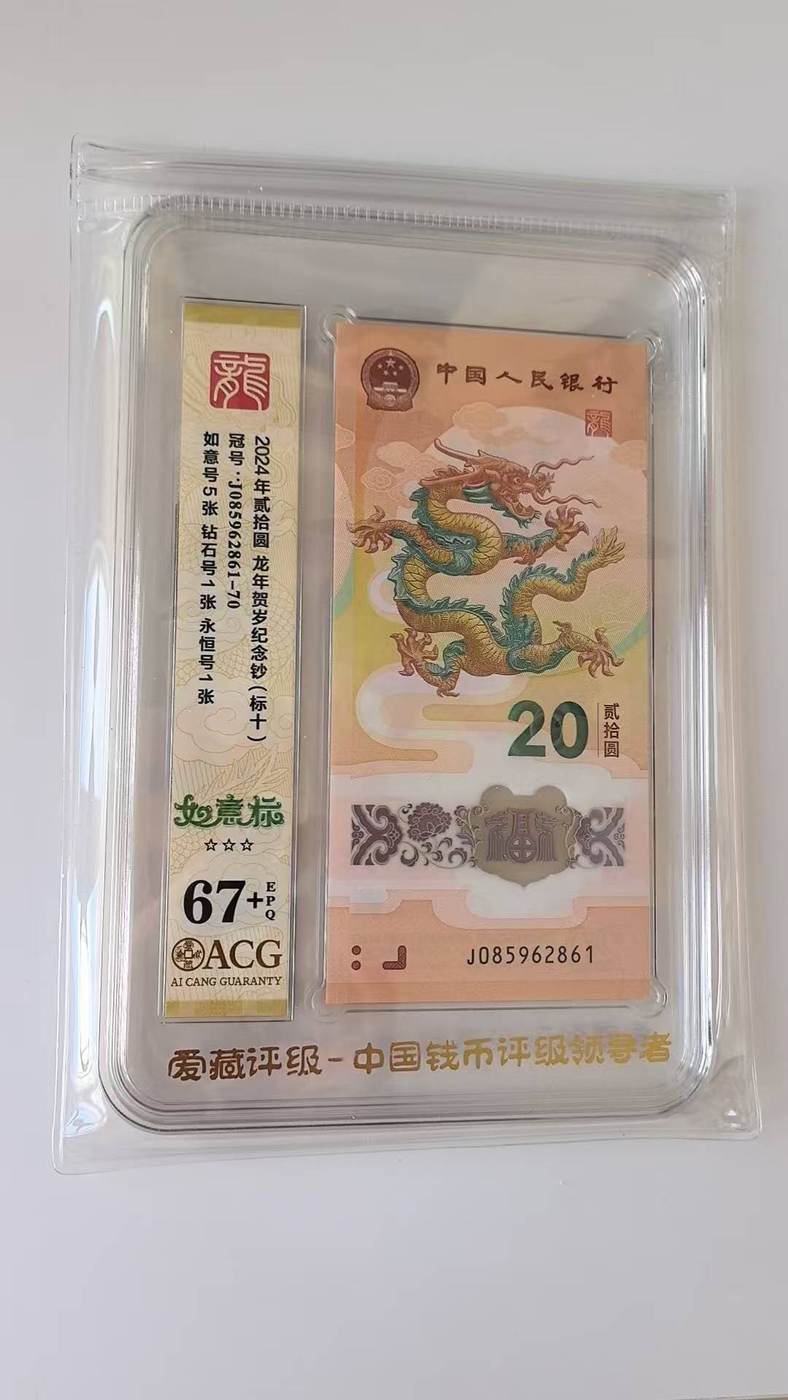 龍
2024年贰拾圆 龙年贺岁纪念钞(标十)
冠号:J085962861-70
如意号5张 钻石号1张 永恒号1张
如意标
☆☆☆
67+EPQ
ACG
AI CANG GUARANTY
中国人民银行
龍
20
贰拾圆
福
J085962861
爱藏评级-中国钱币评级领导者